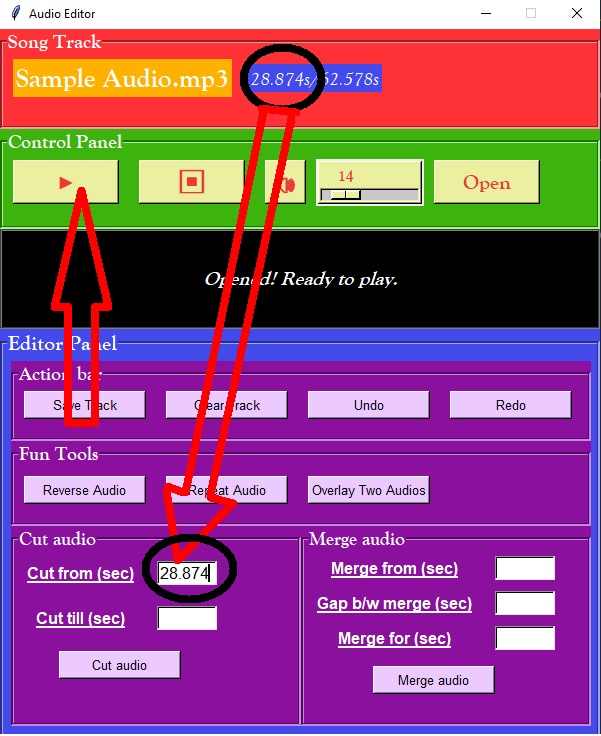 Audio Editor
Song Track
Sample Audio.mp3 28.874s/62.578s
Control Panel
14
Open
Opened! Ready to play.
Editor Panel
Action bar
Save Track Clear Track Undo Redo
Fun Tools
Reverse Audio Repeat Audio Overlay Two Audios
Cut audio
Cut from (sec) 28.874
Cut till (sec)
Cut audio
Merge audio
Merge from (sec)
Gap b/w merge (sec)
Merge for (sec)
Merge audio